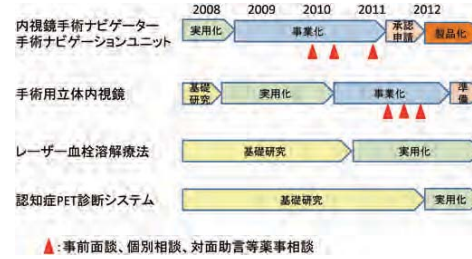 2008 2009 2010 2011 2012
内視鏡手術ナビゲーター
手術ナビゲーションユニット
実用化 事業化 承認申請 製品化
手術用立体内視鏡
基礎研究 実用化 事業化 準備
レーザー血栓溶解療法
基礎研究 実用化
認知症PET診断システム
基礎研究 実用化
▲:事前面談、個別相談、対面助言等薬事相談